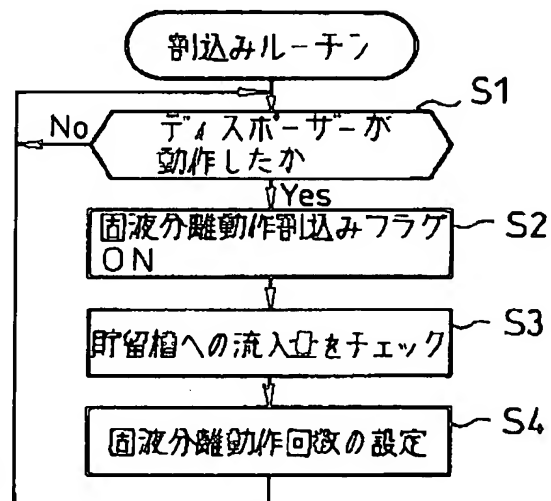 割込みルーチン
S1
No
ディスポーザーが
動作したか
Yes
固液分離動作割込みフラグ
ON
S2
貯留槽への流入量をチェック
S3
固液分離動作回数の設定
S4